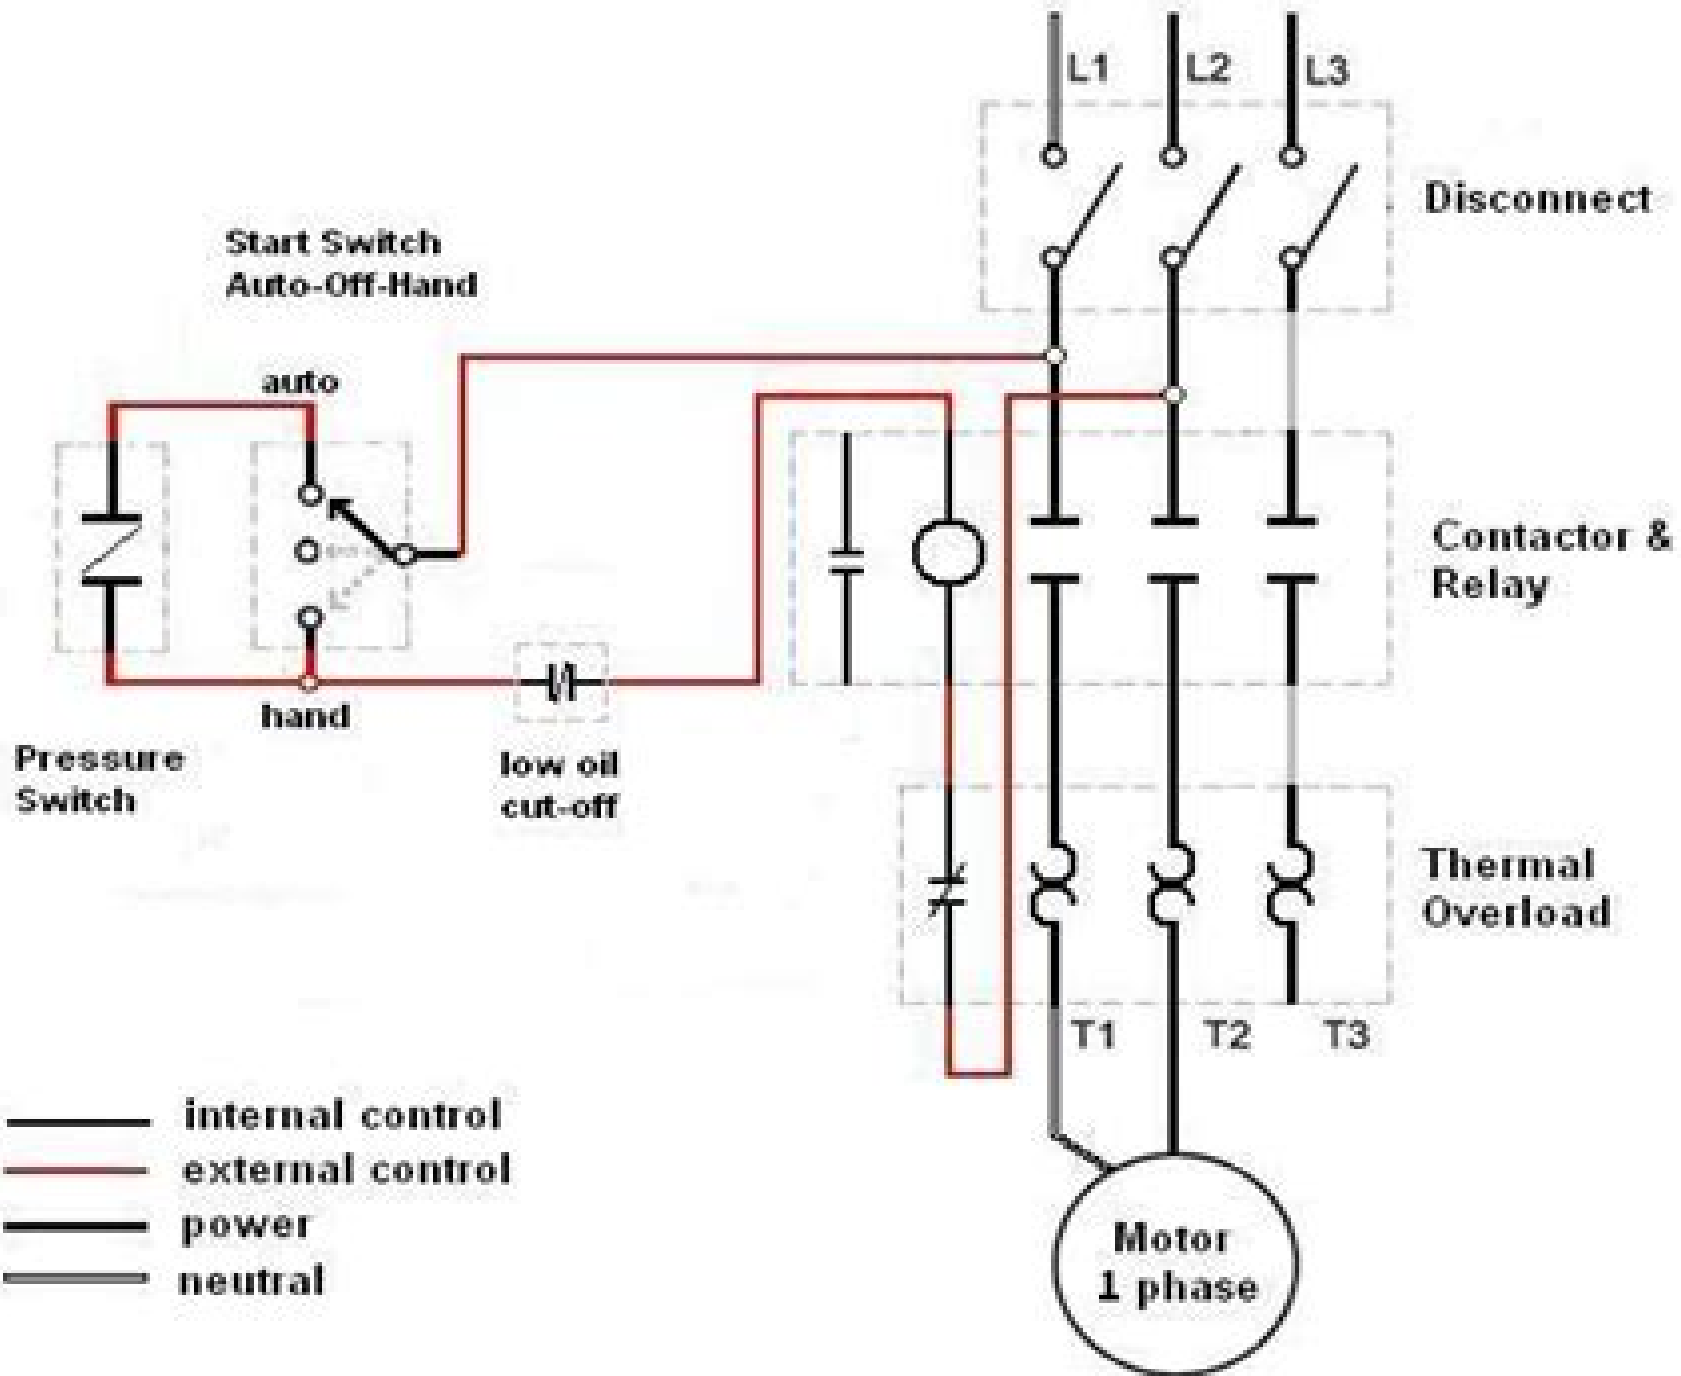 L1
L2
L3
Disconnect
Start Switch
Auto-Off-Hand
auto
Contactor &
Relay
hand
Pressure
Switch
low oil
cut-off
Thermal
Overload
T1
T2
T3
internal control
external control
power
neutral
Motor
1 phase